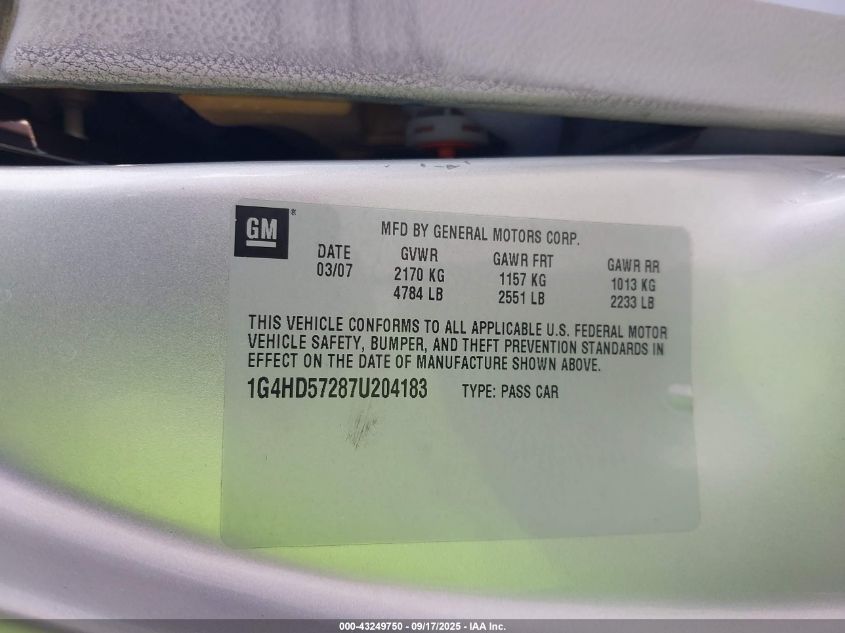 GM®
MFD BY GENERAL MOTORS CORP.
DATE GVWR GAWR FRT GAWR RR
03/07 2170 KG 1157 KG 1013 KG
4784 LB 2551 LB 2233 LB
THIS VEHICLE CONFORMS TO ALL APPLICABLE U.S. FEDERAL MOTOR
VEHICLE SAFETY, BUMPER, AND THEFT PREVENTION STANDARDS IN
EFFECT ON THE DATE OF MANUFACTURE SHOWN ABOVE.
1G4HD57287U204183 TYPE: PASS CAR
000-43249750 - 09/17/2025 - IAA Inc.